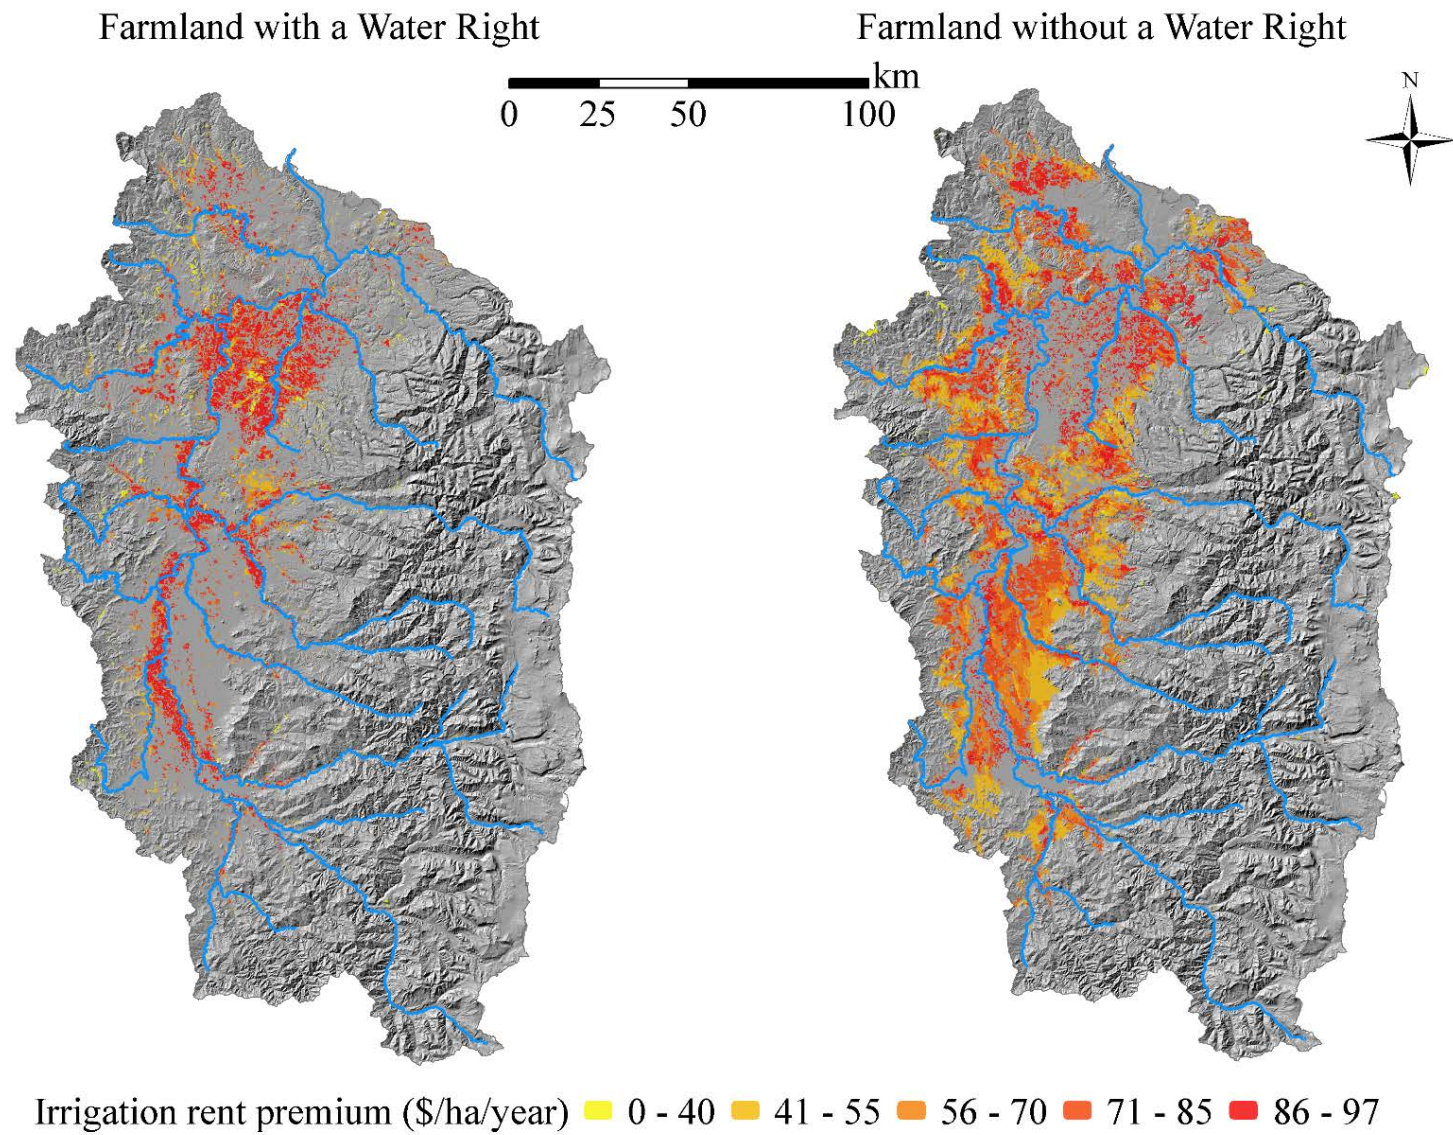 Farmland with a Water Right
Farmland without a Water Right
km
0 25 50 100
N
Irrigation rent premium ($/ha/year) 0 - 40 41 - 55 56 - 70 71 - 85 86 - 97